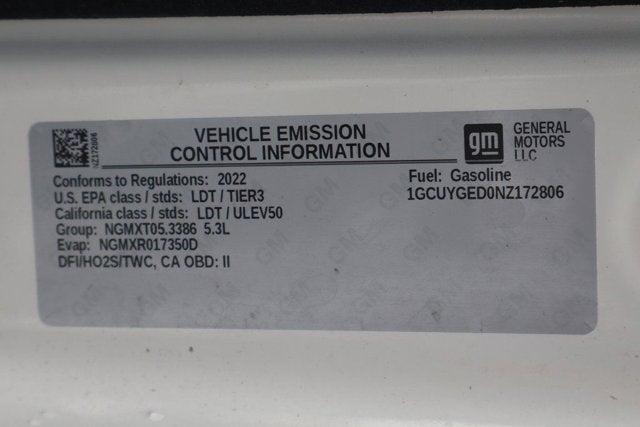 VEHICLE EMISSION
CONTROL INFORMATION
gm
GENERAL
MOTORS
LLC
NZ172806
Conforms to Regulations: 2022
U.S. EPA class / stds: LDT / TIER3
California class / stds: LDT / ULEV50
Group: NGMXT05.3386 5.3L
Evap: NGMXR017350D
DFI/HO2S/TWC, CA OBD: II
Fuel: Gasoline
1GCUYGED0NZ172806